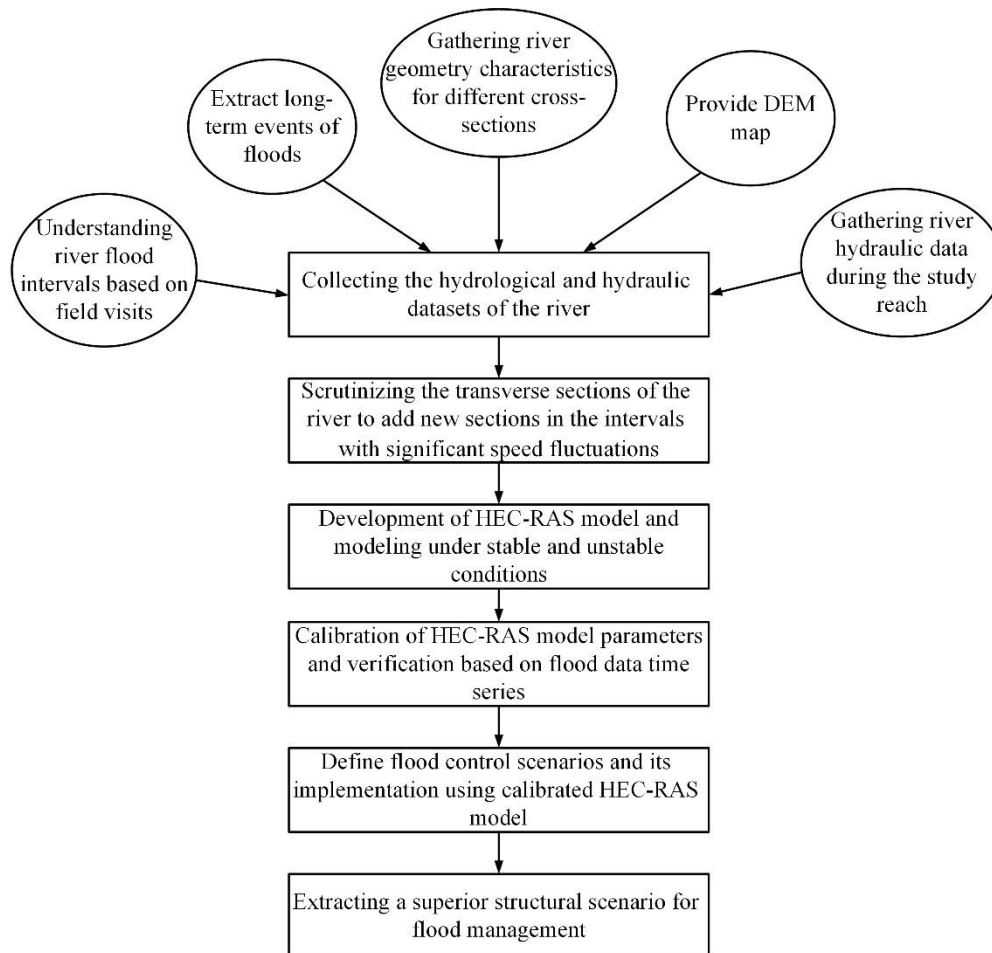 Gathering river
geometry characteristics
for different cross-
sections
Extract long-
term events of
floods
Provide DEM
map
Understanding
river flood
intervals based on
field visits
Gathering river
hydraulic data
during the study
reach
Collecting the hydrological and hydraulic
datasets of the river
Scrutinizing the transverse sections of the
river to add new sections in the intervals
with significant speed fluctuations
Development of HEC-RAS model and
modeling under stable and unstable
conditions
Calibration of HEC-RAS model parameters
and verification based on flood data time
series
Define flood control scenarios and its
implementation using calibrated HEC-RAS
model
Extracting a superior structural scenario for
flood management